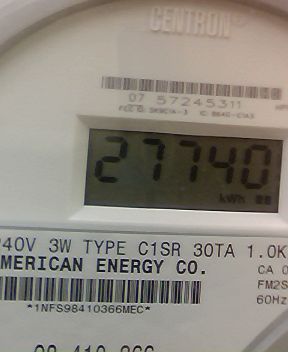 CENTRON
07 57245311
27740
kWh
240V 3W TYPE C1SR 30TA 1.0K
AMERICAN ENERGY CO.
CA 0
FM2S
60Hz
*1NFS98410366MEC*